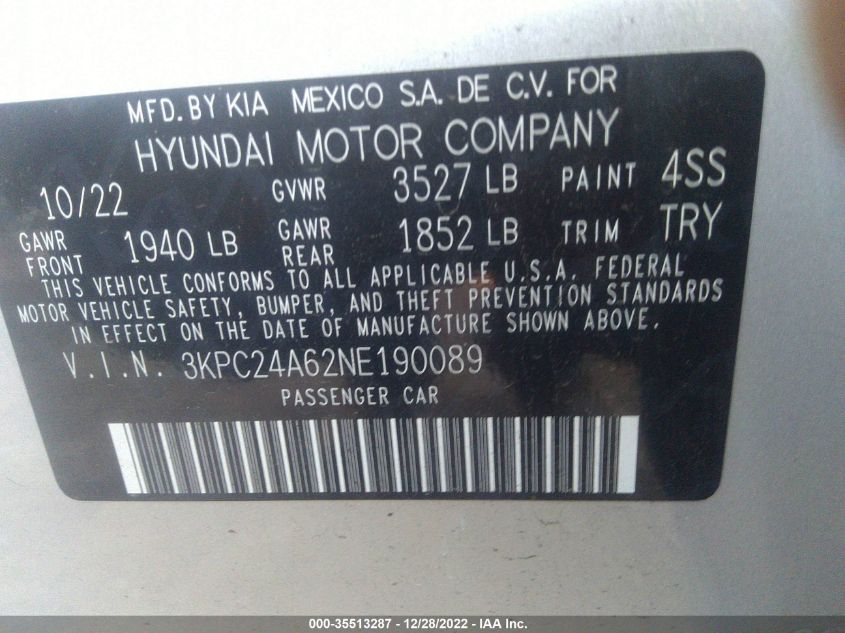 MFD. BY KIA MEXICO S.A. DE C.V. FOR
HYUNDAI MOTOR COMPANY
10/22 GVWR 3527 LB PAINT 4SS
GAWR FRONT 1940 LB GAWR REAR 1852 LB TRIM TRY
THIS VEHICLE CONFORMS TO ALL APPLICABLE U.S.A. FEDERAL
MOTOR VEHICLE SAFETY, BUMPER, AND THEFT PREVENTION STANDARDS
IN EFFECT ON THE DATE OF MANUFACTURE SHOWN ABOVE.
V.I.N. 3KPC24A62NE190089
PASSENGER CAR
000-35513287 - 12/28/2022 - IAA Inc.